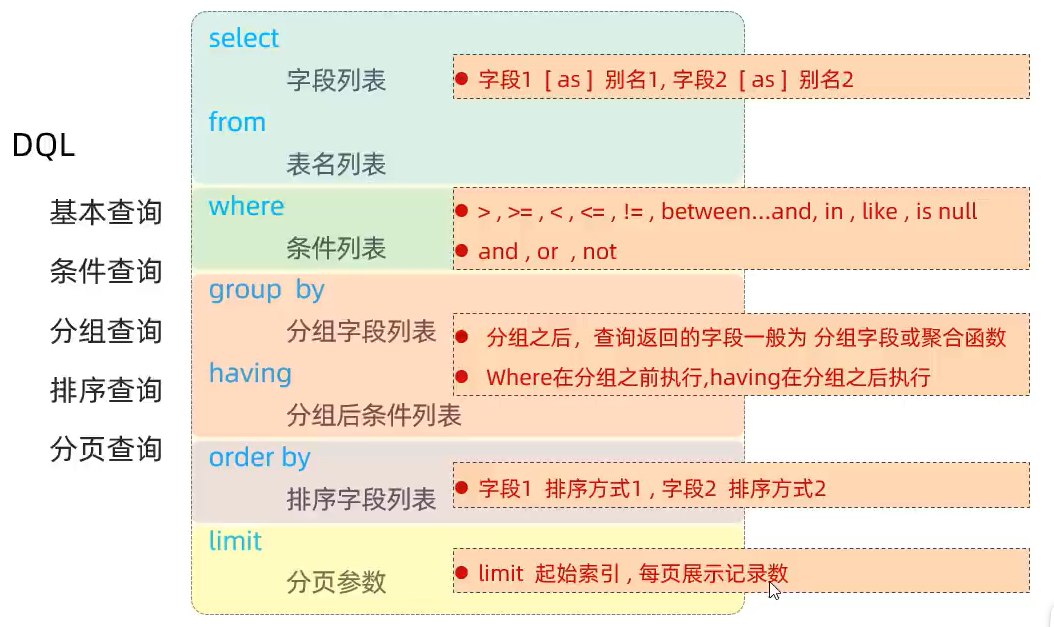 DQL
基本查询
条件查询
分组查询
排序查询
分页查询
select
字段列表
字段1 [ as ] 别名1, 字段2 [ as ] 别名2
from
表名列表
where
条件列表
> , >= , < , <= , != , between...and, in , like , is null
and , or , not
group by
分组字段列表
分组之后，查询返回的字段一般为 分组字段或聚合函数
having
Where在分组之前执行,having在分组之后执行
分组后条件列表
order by
排序字段列表
字段1 排序方式1 , 字段2 排序方式2
limit
分页参数
limit 起始索引 , 每页展示记录数